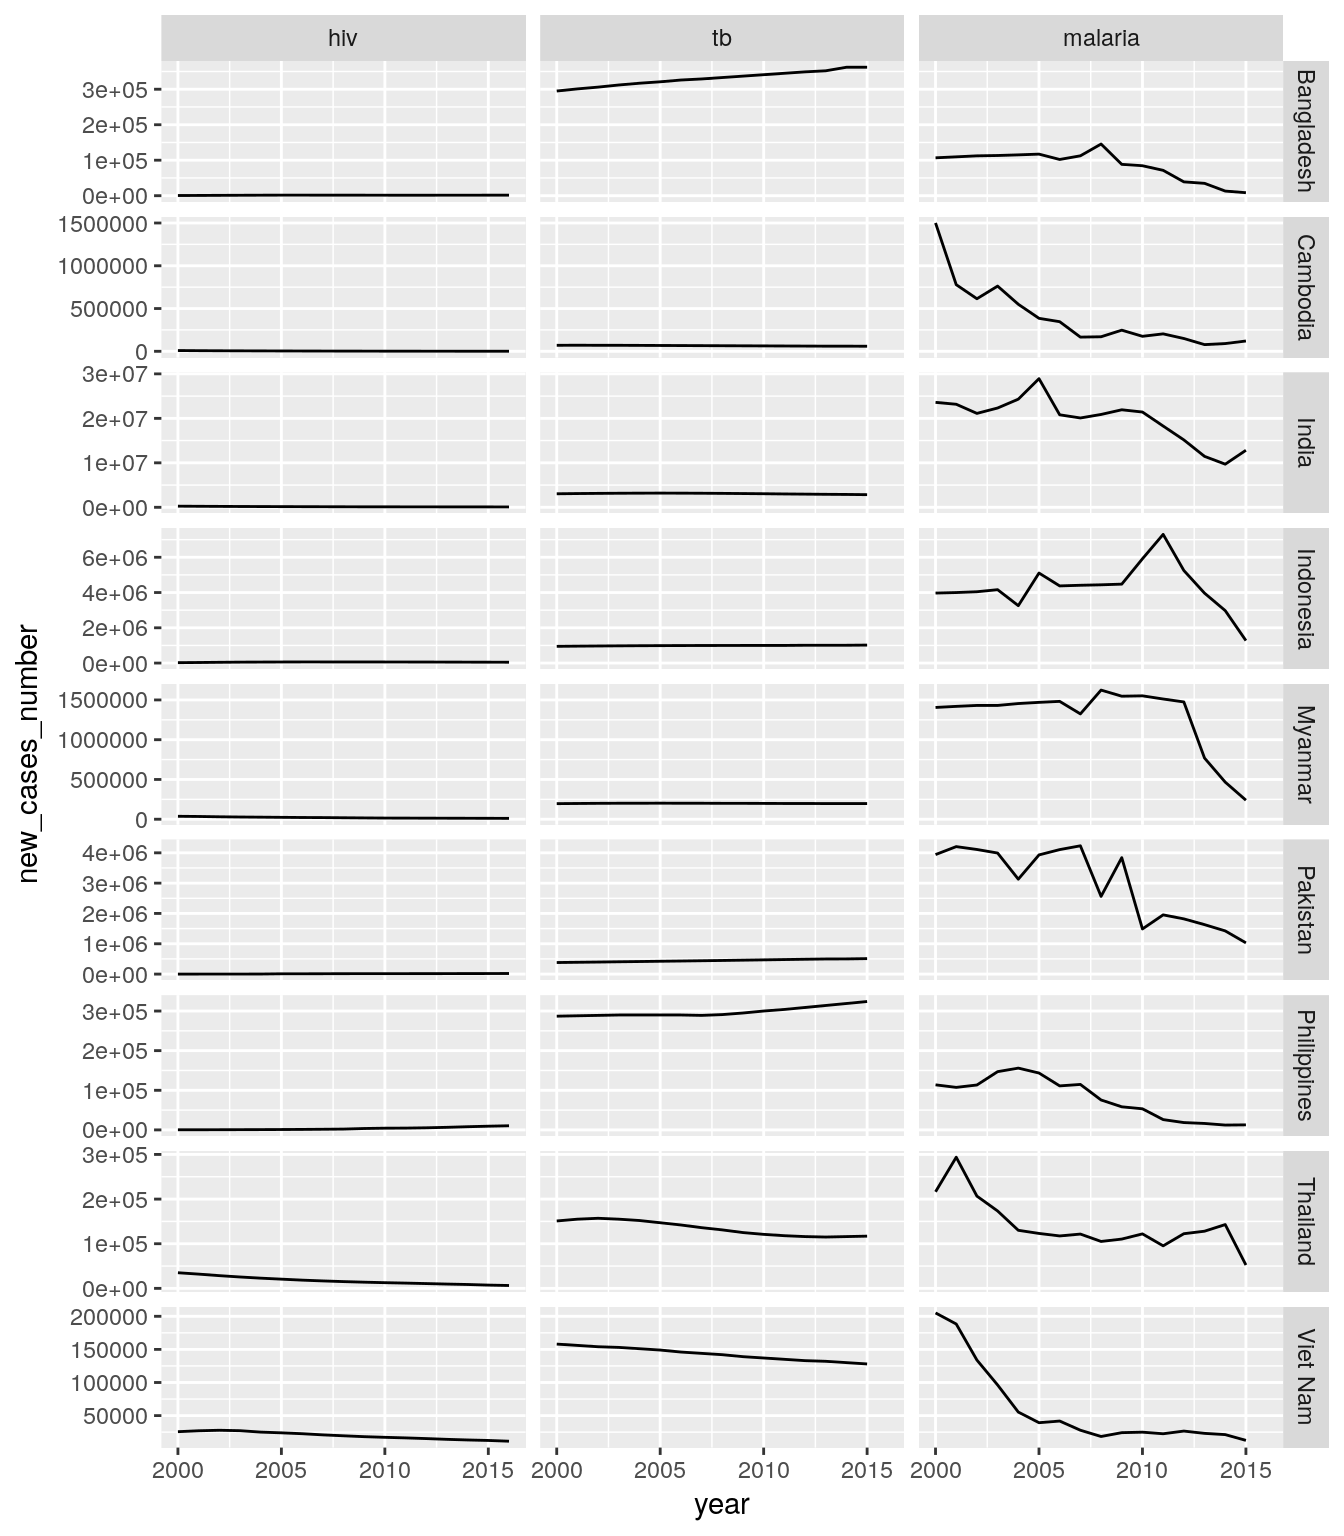 hiv
tb
malaria
3e+05
2e+05
1e+05
0e+00
Bangladesh
1500000
1000000
500000
0
Cambodia
3e+07
2e+07
1e+07
0e+00
India
6e+06
4e+06
2e+06
0e+00
Indonesia
1500000
1000000
500000
0
Myanmar
4e+06
3e+06
2e+06
1e+06
0e+00
Pakistan
3e+05
2e+05
1e+05
0e+00
Philippines
3e+05
2e+05
1e+05
0e+00
Thailand
200000
150000
100000
50000
Viet Nam
2000 2005 2010 2015
2000 2005 2010 2015
2000 2005 2010 2015
year
new_cases_number